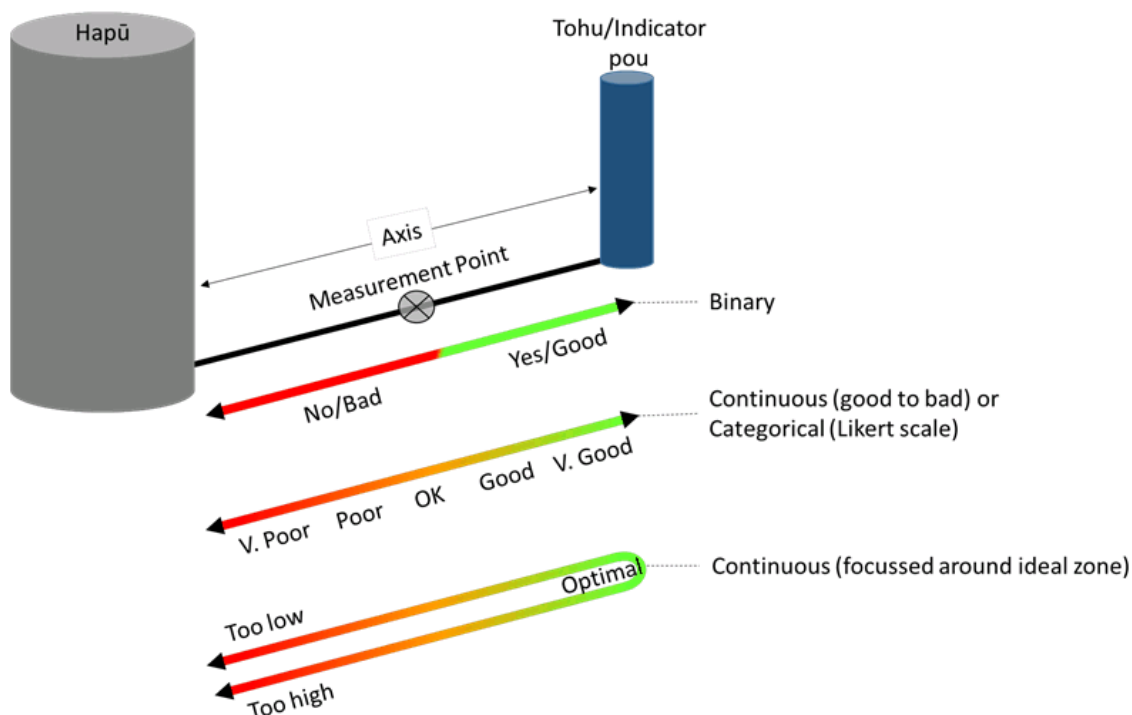 Hapū
Tohu/Indicator
pou
Axis
Measurement Point
Binary
Yes/Good
No/Bad
Continuous (good to bad) or
Categorical (Likert scale)
V. Poor Poor OK Good V. Good
Continuous (focussed around ideal zone)
Optimal
Too low
Too high